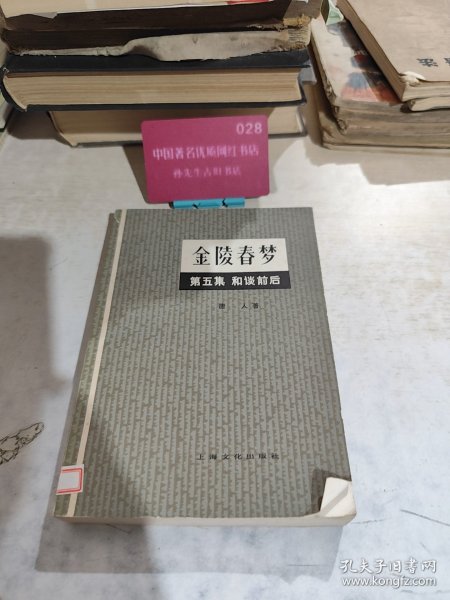 028
中国著名优质网红书店
孙先生古旧书店
金陵春梦
第五集 和谈前后
唐 人 著
上海文化出版社
孔夫子旧书网
www.kongfz.com